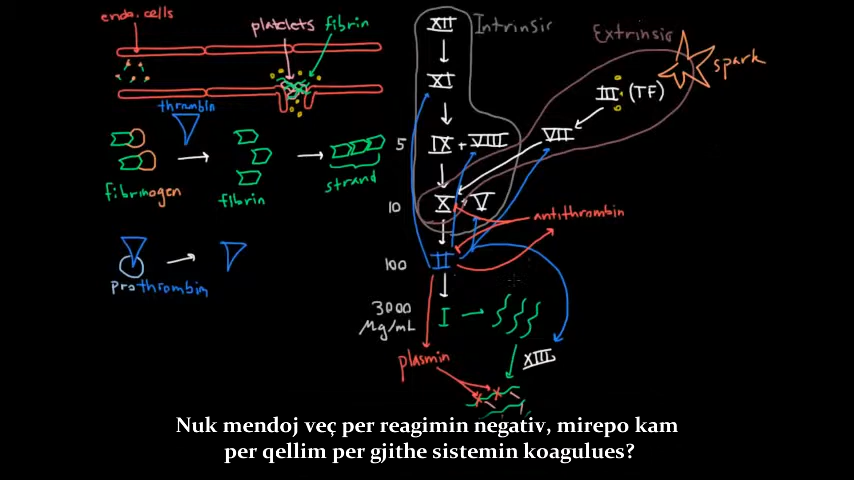 endo. cells
platelets
fibrin
thrombin
fibrinogen
fibrin
strand
prothrombin
XII
Intrinsic
XI
5
IX + VIII
10
X
V
100
II
3000
Mg/mL
I
XIII
plasmin
antithrombin
VII
III (TF)
Extrinsic
spark
Nuk mendoj veç per reagimin negativ, mirepo kam
per qellim per gjithe sistemin koagulues?